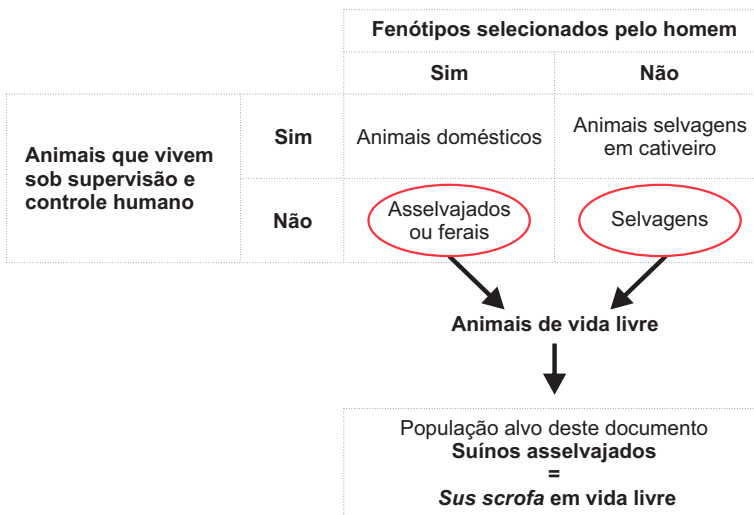 Fenótipos selecionados pelo homem
Sim
Não
Animais que vivem
sob supervisão e
controle humano
Sim
Animais domésticos
Animais selvagens
em cativeiro
Não
Asselvajados
ou ferais
Selvagens
Animais de vida livre
População alvo deste documento
Suínos asselvajados
=
Sus scrofa em vida livre